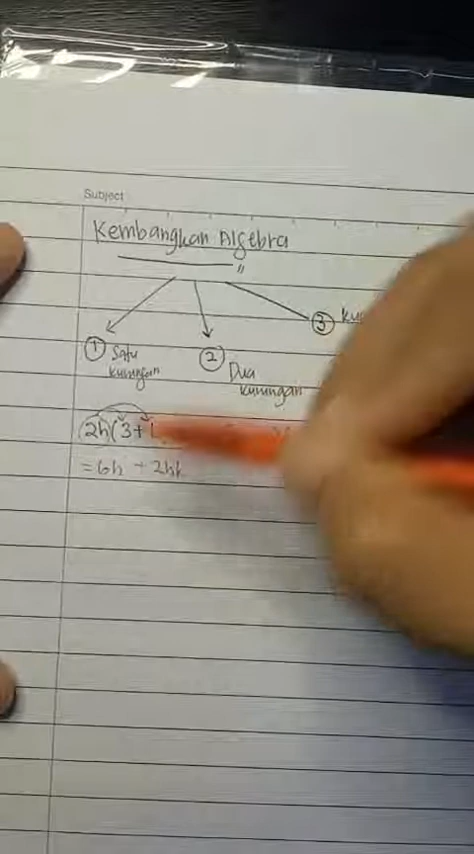 Subject
Kembangkan Algebra
① Satu kurungan
② Dua kurungan
③
2h(3+
=6h + 2hk